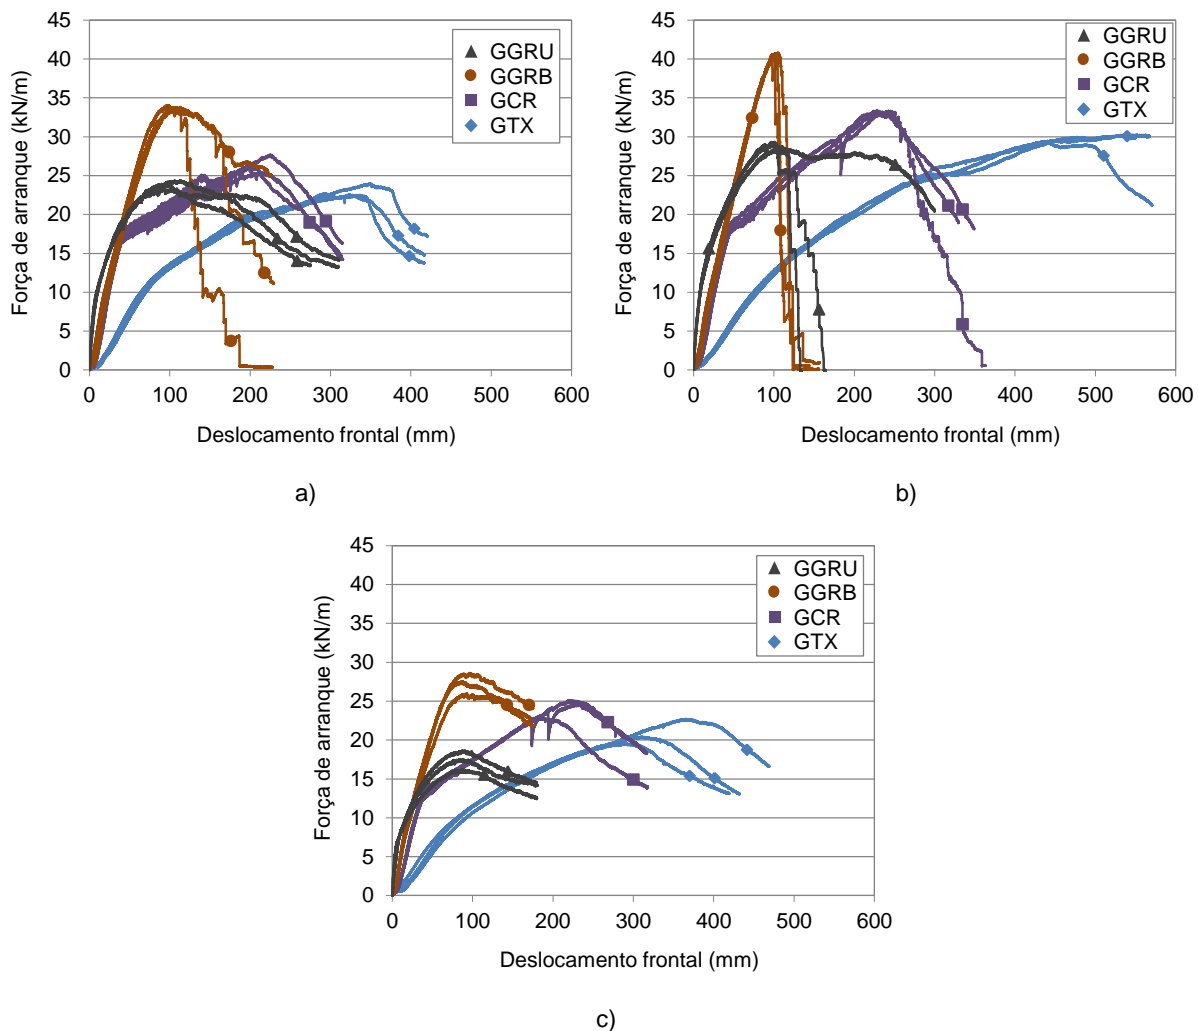 45
40
35
30
25
20
15
10
5
0
Força de arranque (kN/m)
GGRU
GGRB
GCR
GTX
0 100 200 300 400 500 600
Deslocamento frontal (mm)
a)
45
40
35
30
25
20
15
10
5
0
Força de arranque (kN/m)
GGRU
GGRB
GCR
GTX
0 100 200 300 400 500 600
Deslocamento frontal (mm)
b)
45
40
35
30
25
20
15
10
5
0
Força de arranque (kN/m)
GGRU
GGRB
GCR
GTX
0 100 200 300 400 500 600
Deslocamento frontal (mm)
c)